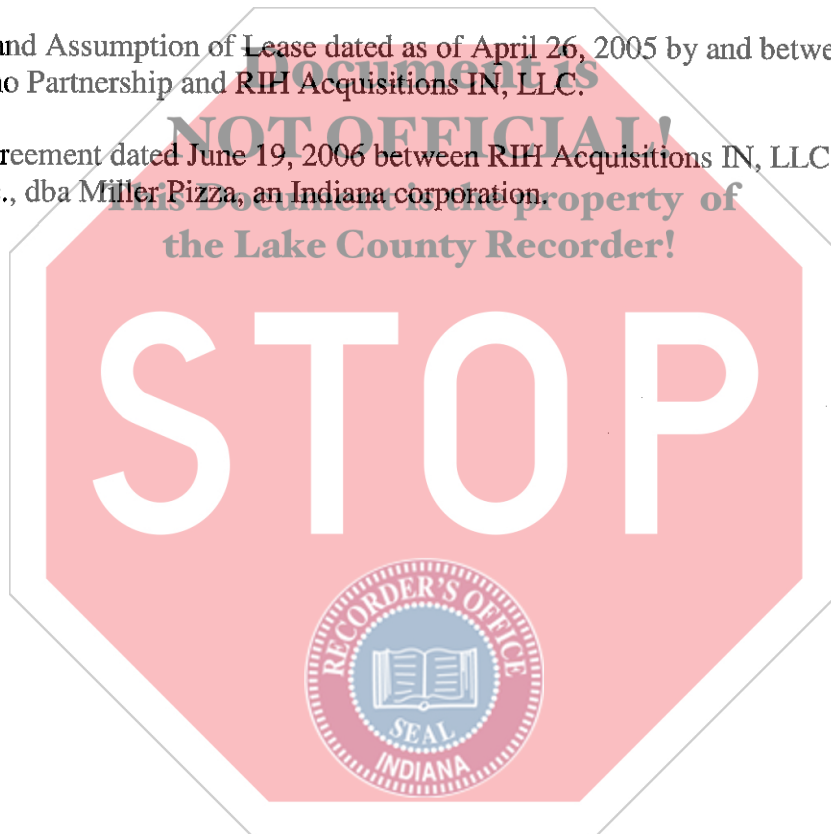 and Assumption of Lease dated as of April 26, 2005 by and betwe
no Partnership and RIH Acquisitions IN, LLC.
Document is
NOT OFFICIAL!
reement dated June 19, 2006 between RIH Acquisitions IN, LLC
., dba Miller Pizza, an Indiana corporation.
This Document is the property of
the Lake County Recorder!
STOP
RECORDER'S OFFICE
SEAL
INDIANA